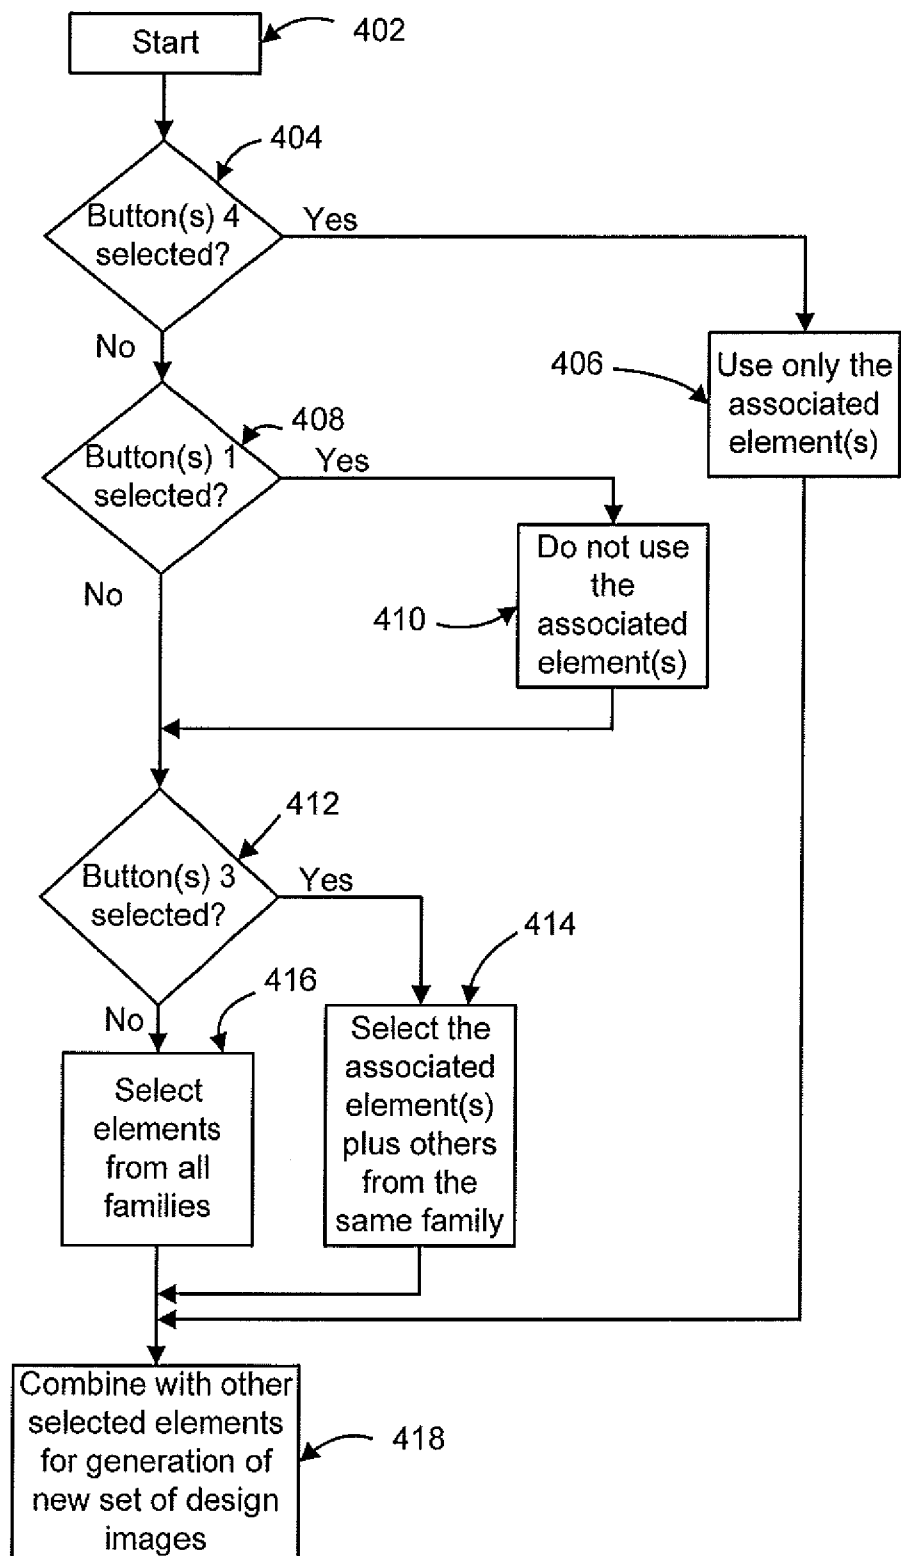 Start
402
404
Button(s) 4
selected?
Yes
No
406
Use only the
associated
element(s)
408
Button(s) 1
selected?
Yes
No
410
Do not use
the
associated
element(s)
412
Button(s) 3
selected?
Yes
No
414
416
Select the
associated
element(s)
plus others
from the
same family
Select
elements
from all
families
Combine with other
selected elements
for generation of
new set of design
images
418